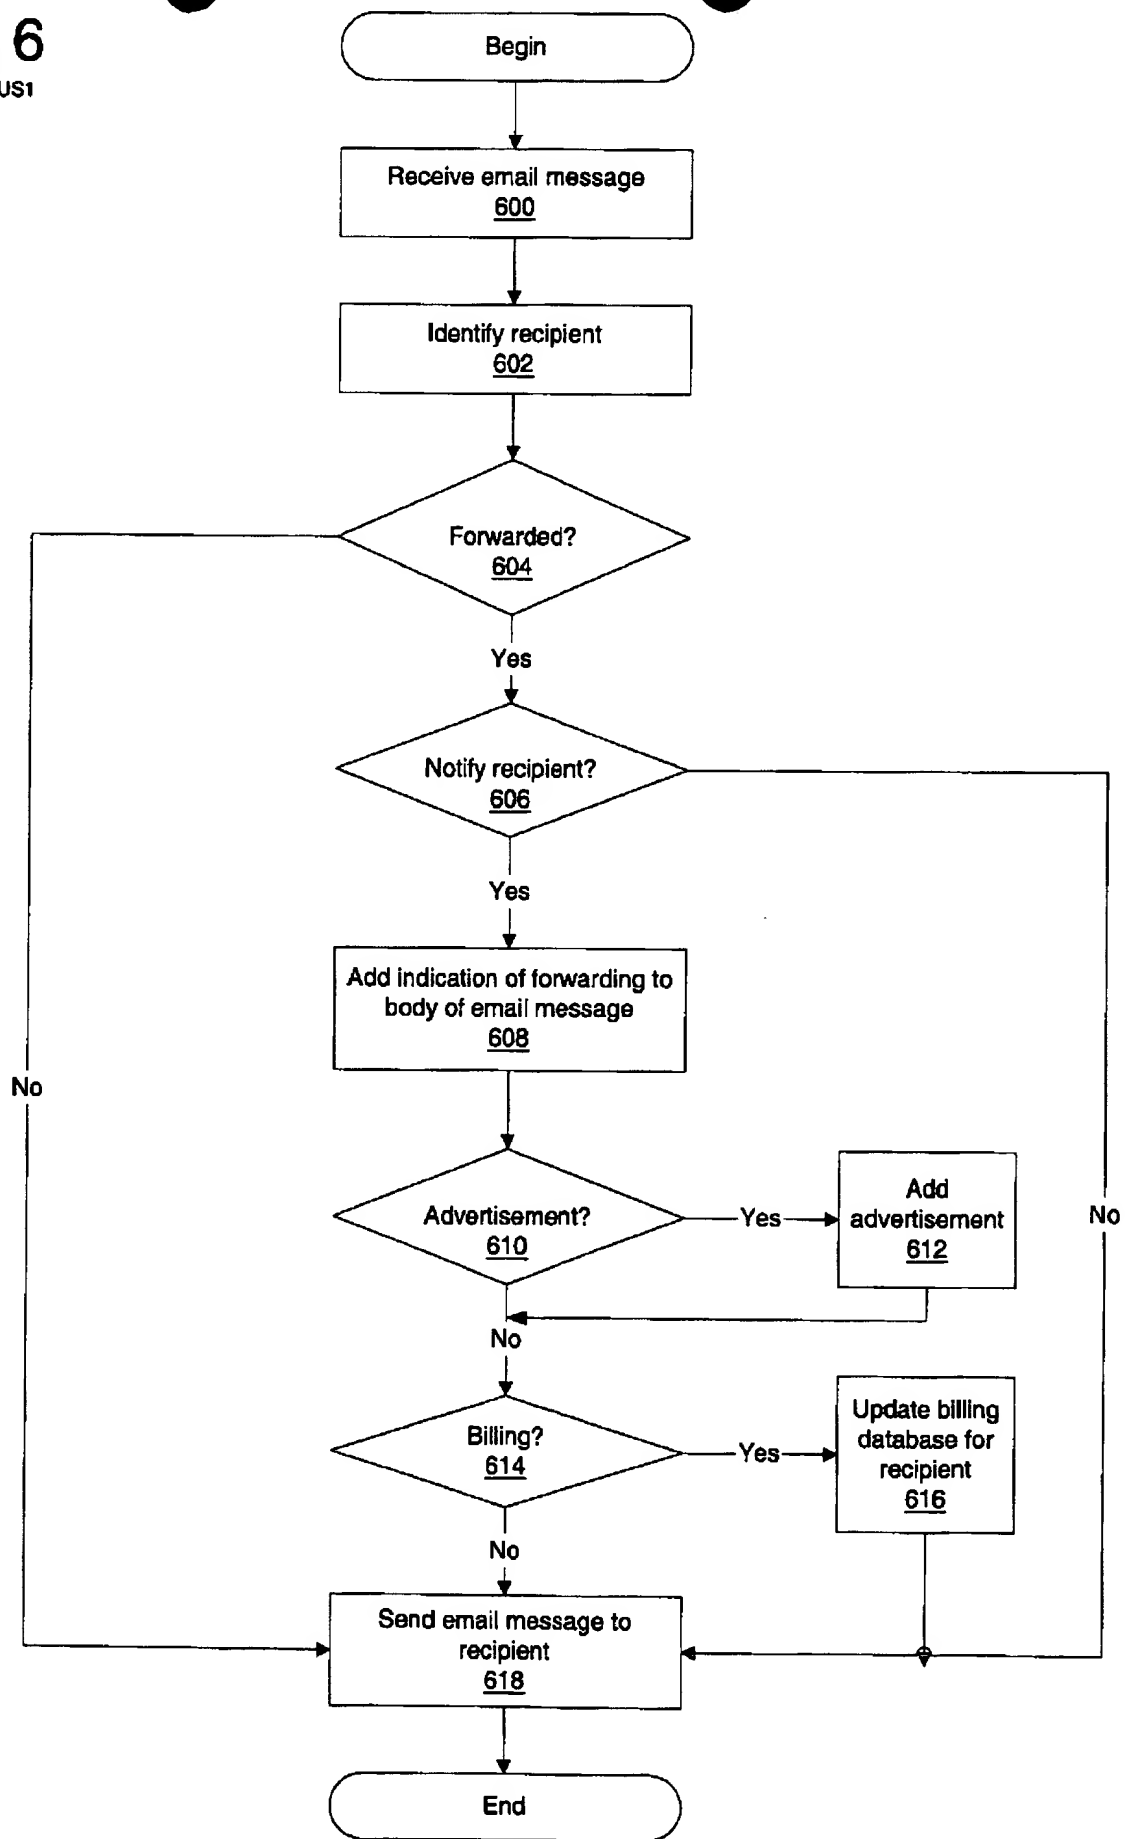 6
US1
Begin
Receive email message
600
Identify recipient
602
Forwarded?
604
Yes
Notify recipient?
606
Yes
Add indication of forwarding to
body of email message
608
No
Advertisement?
610
Yes
Add
advertisement
612
No
No
Billing?
614
Yes
Update billing
database for
recipient
616
No
Send email message to
recipient
618
End